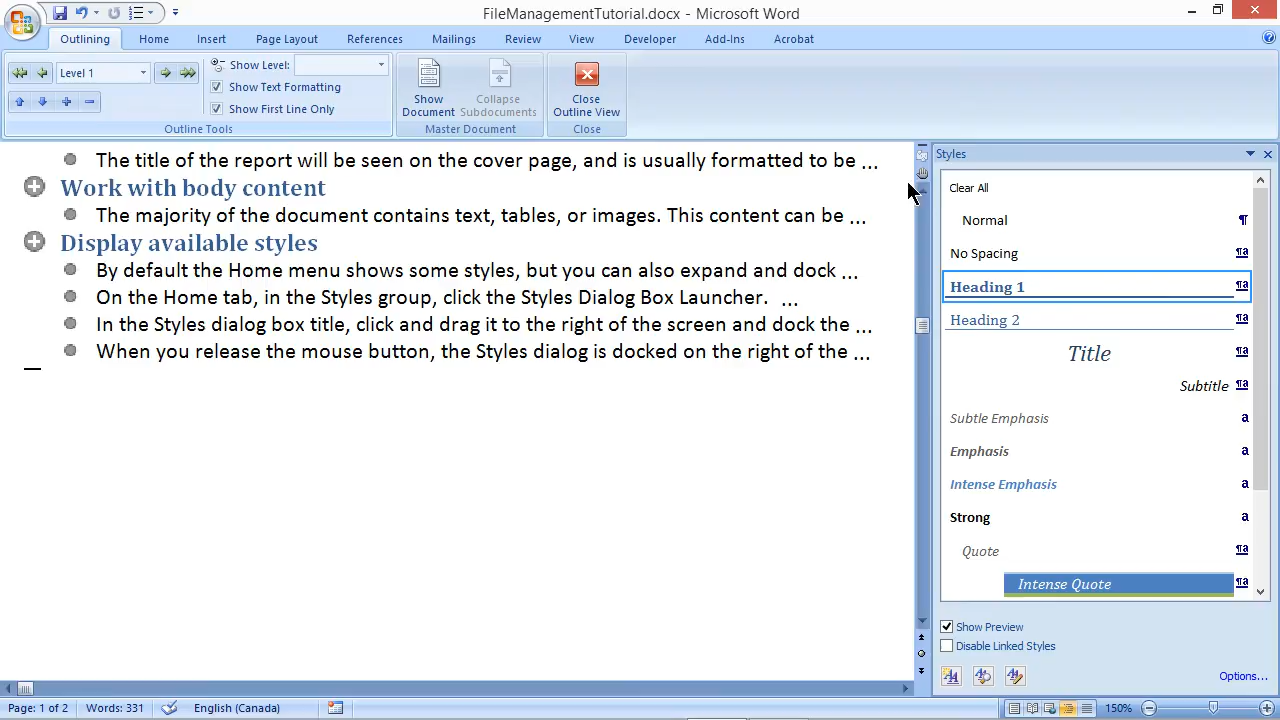 FileManagementTutorial.docx - Microsoft Word
Outlining Home Insert Page Layout References Mailings Review View Developer Add-Ins Acrobat
Level 1
Show Level:
Show Text Formatting
Show First Line Only
Outline Tools
Show Document
Collapse Subdocuments
Master Document
Close Outline View
Close
The title of the report will be seen on the cover page, and is usually formatted to be ...
Work with body content
The majority of the document contains text, tables, or images. This content can be ...
Display available styles
By default the Home menu shows some styles, but you can also expand and dock ...
On the Home tab, in the Styles group, click the Styles Dialog Box Launcher. ...
In the Styles dialog box title, click and drag it to the right of the screen and dock the ...
When you release the mouse button, the Styles dialog is docked on the right of the ...
Styles
Clear All
Normal ¶
No Spacing ¶a
Heading 1 ¶a
Heading 2 ¶a
Title ¶a
Subtitle ¶a
Subtle Emphasis a
Emphasis a
Intense Emphasis a
Strong a
Quote ¶a
Intense Quote ¶a
Show Preview
Disable Linked Styles
Options...
Page: 1 of 2 Words: 331 English (Canada) 150%